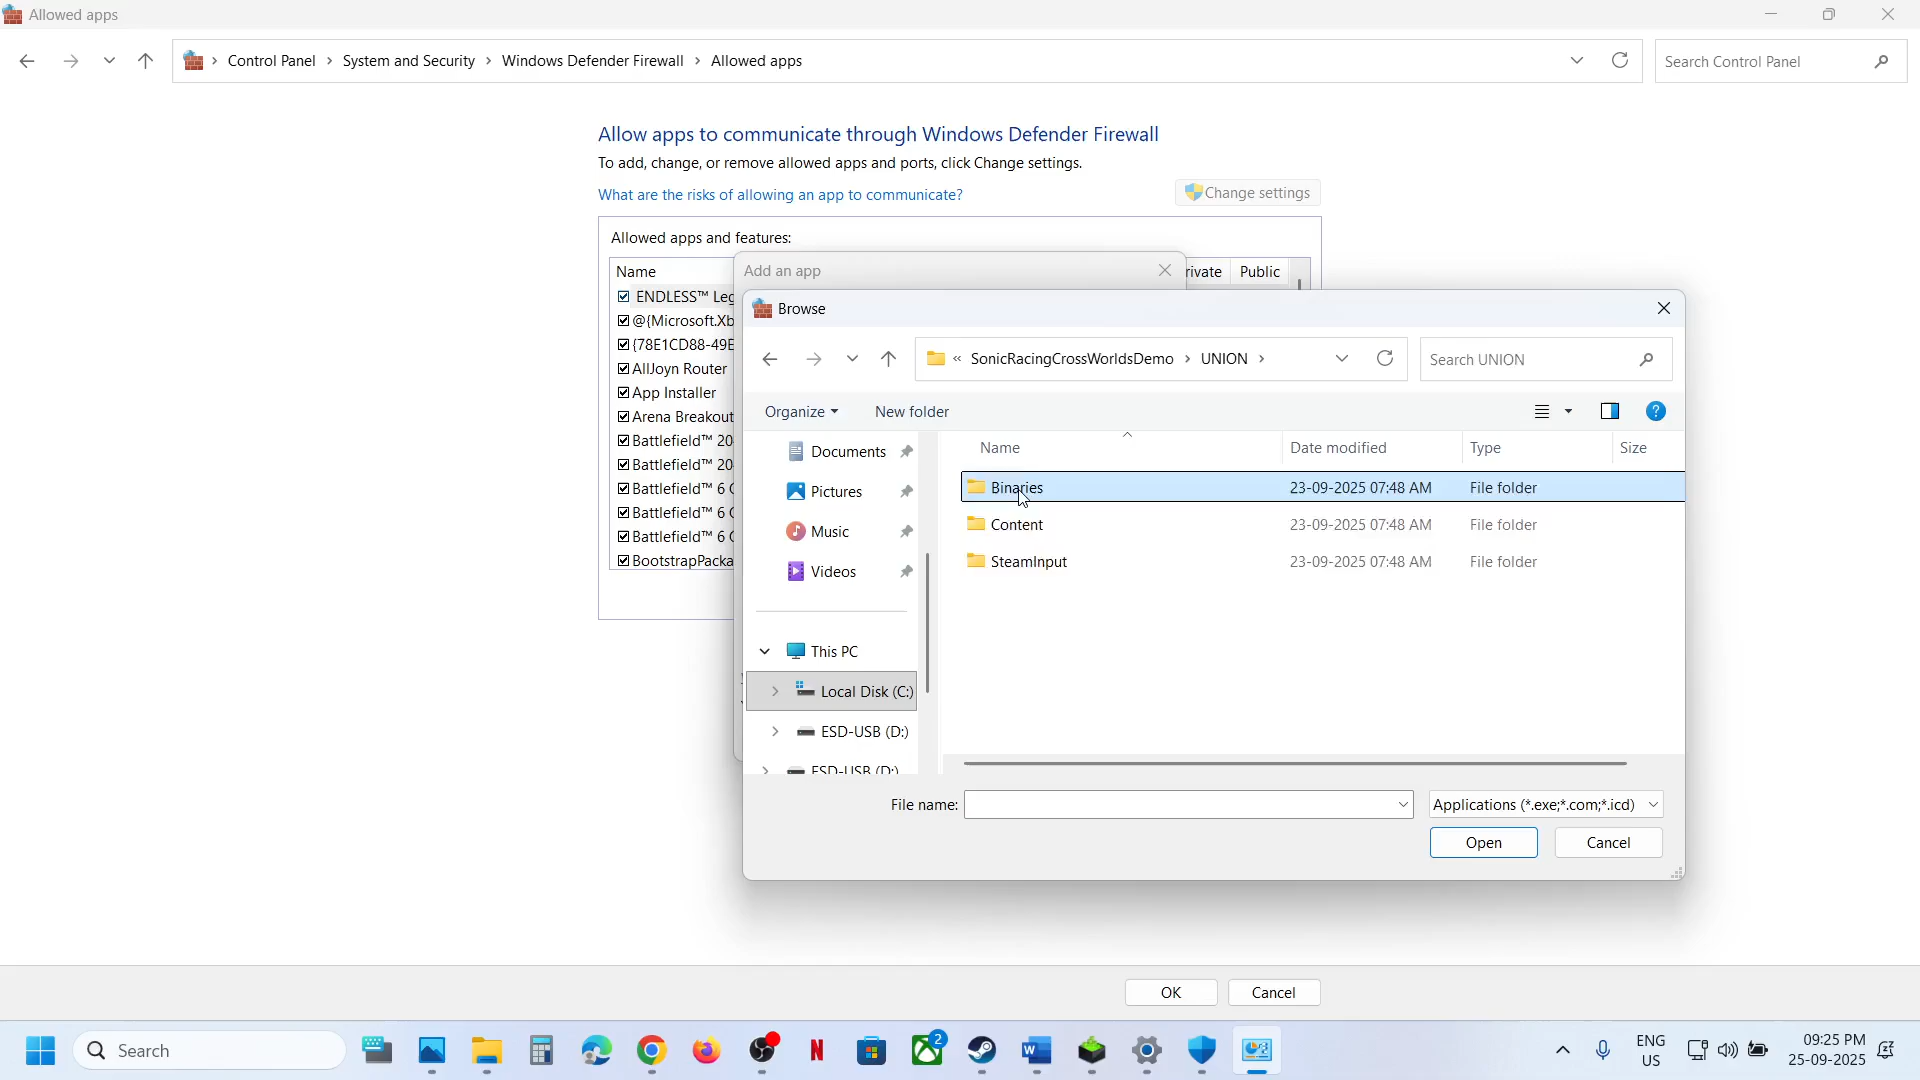 Allowed apps
Control Panel > System and Security > Windows Defender Firewall > Allowed apps
Search Control Panel
Allow apps to communicate through Windows Defender Firewall
To add, change, or remove allowed apps and ports, click Change settings.
What are the risks of allowing an app to communicate?
Change settings
Allowed apps and features:
Name
rivate
Public
ENDLESS™ Leg
@{Microsoft.Xb
{78E1CD88-49E
AllJoyn Router
App Installer
Arena Breakout
Battlefield™ 20
Battlefield™ 20
Battlefield™ 6 O
Battlefield™ 6 O
Battlefield™ 6 O
BootstrapPacka
Add an app
Browse
« SonicRacingCrossWorldsDemo > UNION >
Search UNION
Organize
New folder
Documents
Pictures
Music
Videos
This PC
Local Disk (C:)
ESD-USB (D:)
ESD-USB (D:)
Name Date modified Type Size
Binaries 23-09-2025 07:48 AM File folder
Content 23-09-2025 07:48 AM File folder
SteamInput 23-09-2025 07:48 AM File folder
File name:
Applications (*.exe;*.com;*.icd)
Open
Cancel
OK
Cancel
Search
N
2
W
ENG
US
09:25 PM
25-09-2025